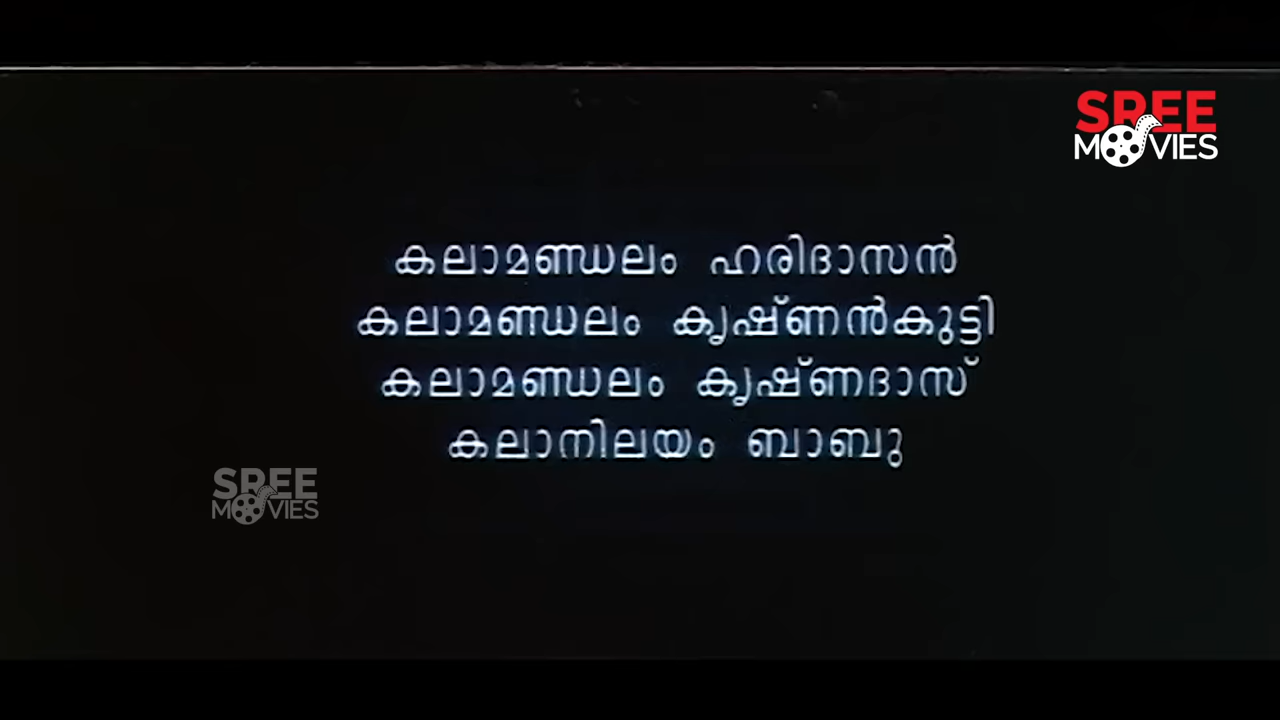 SREE
MOVIES
കലാമണ്ഡലം ഹരിദാസൻ
കലാമണ്ഡലം കൃഷ്ണൻകുട്ടി
കലാമണ്ഡലം കൃഷ്ണദാസ്
കലാനിലയം ബാബു
SREE
MOVIES